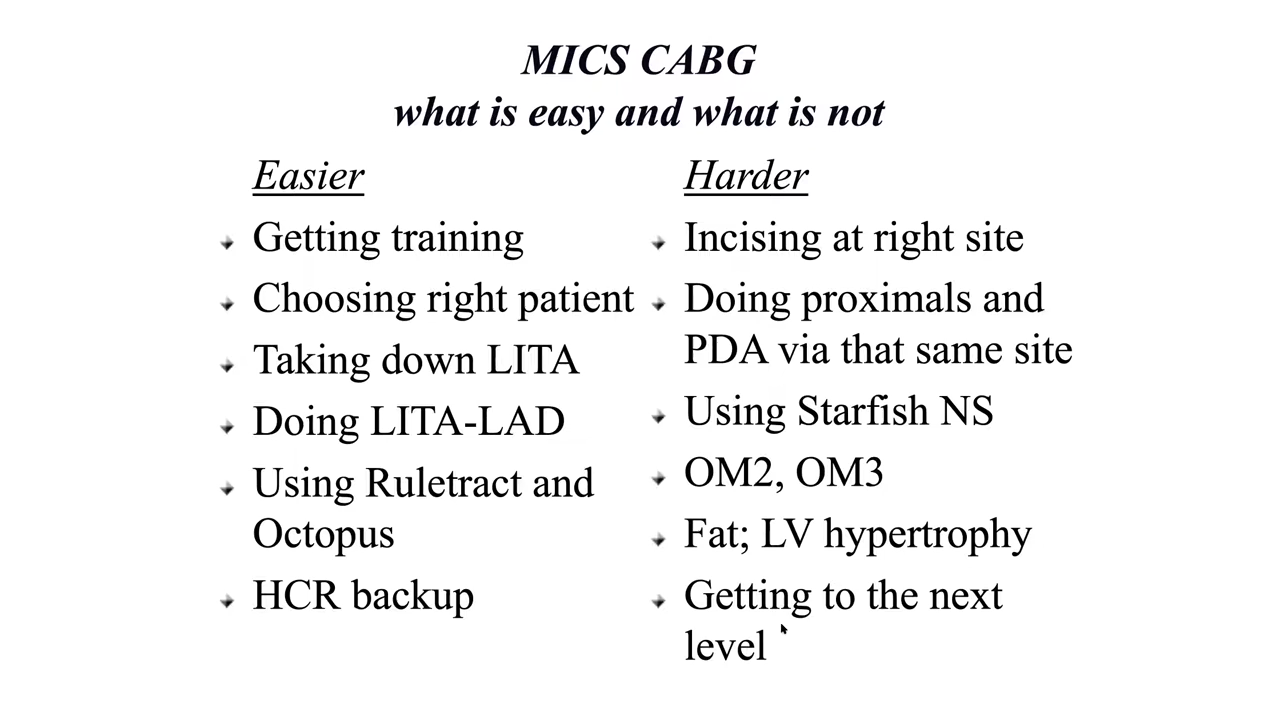 MICS CABG
what is easy and what is not
Easier
Getting training
Choosing right patient
Taking down LITA
Doing LITA-LAD
Using Ruletract and
Octopus
HCR backup
Harder
Incising at right site
Doing proximals and
PDA via that same site
Using Starfish NS
OM2, OM3
Fat; LV hypertrophy
Getting to the next
level